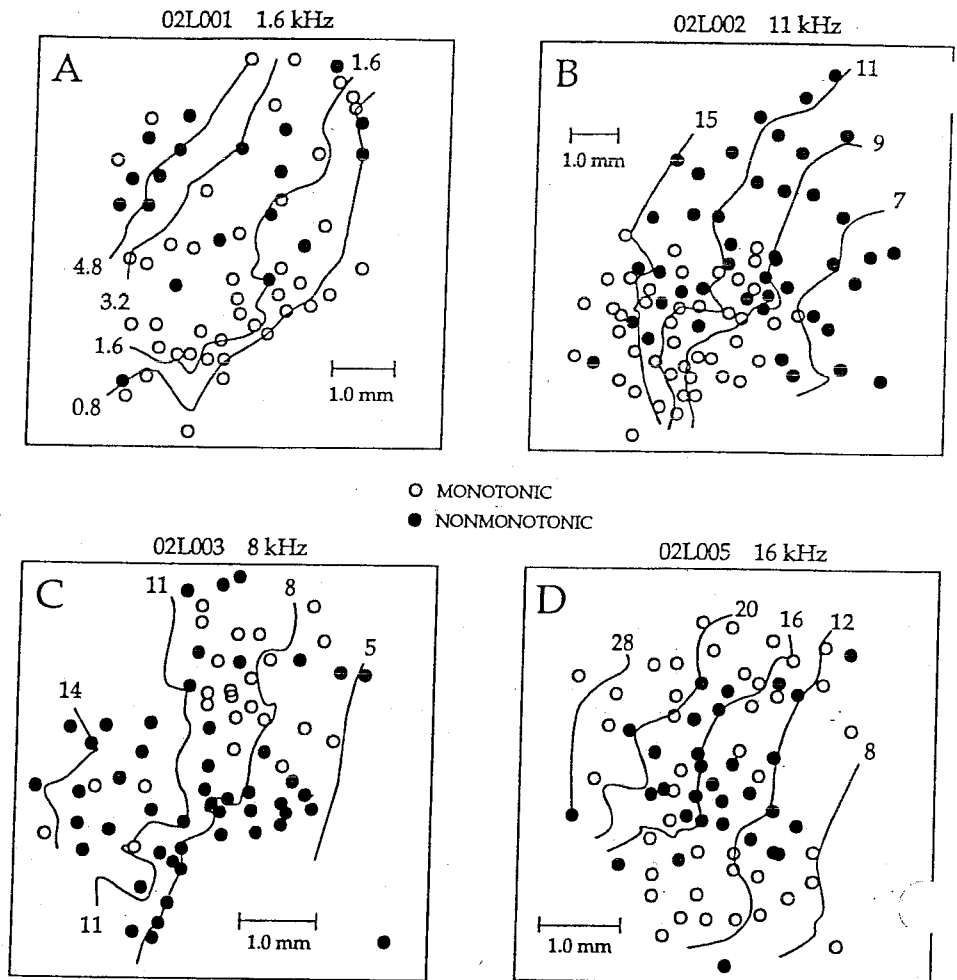 02L001 1.6 kHz
A
1.6
4.8
3.2
1.6
0.8
1.0 mm
02L002 11 kHz
B
11
15
9
7
1.0 mm
MONOTONIC
NONMONOTONIC
02L003 8 kHz
C
11
8
5
14
11
1.0 mm
02L005 16 kHz
D
20
16
12
28
8
1.0 mm